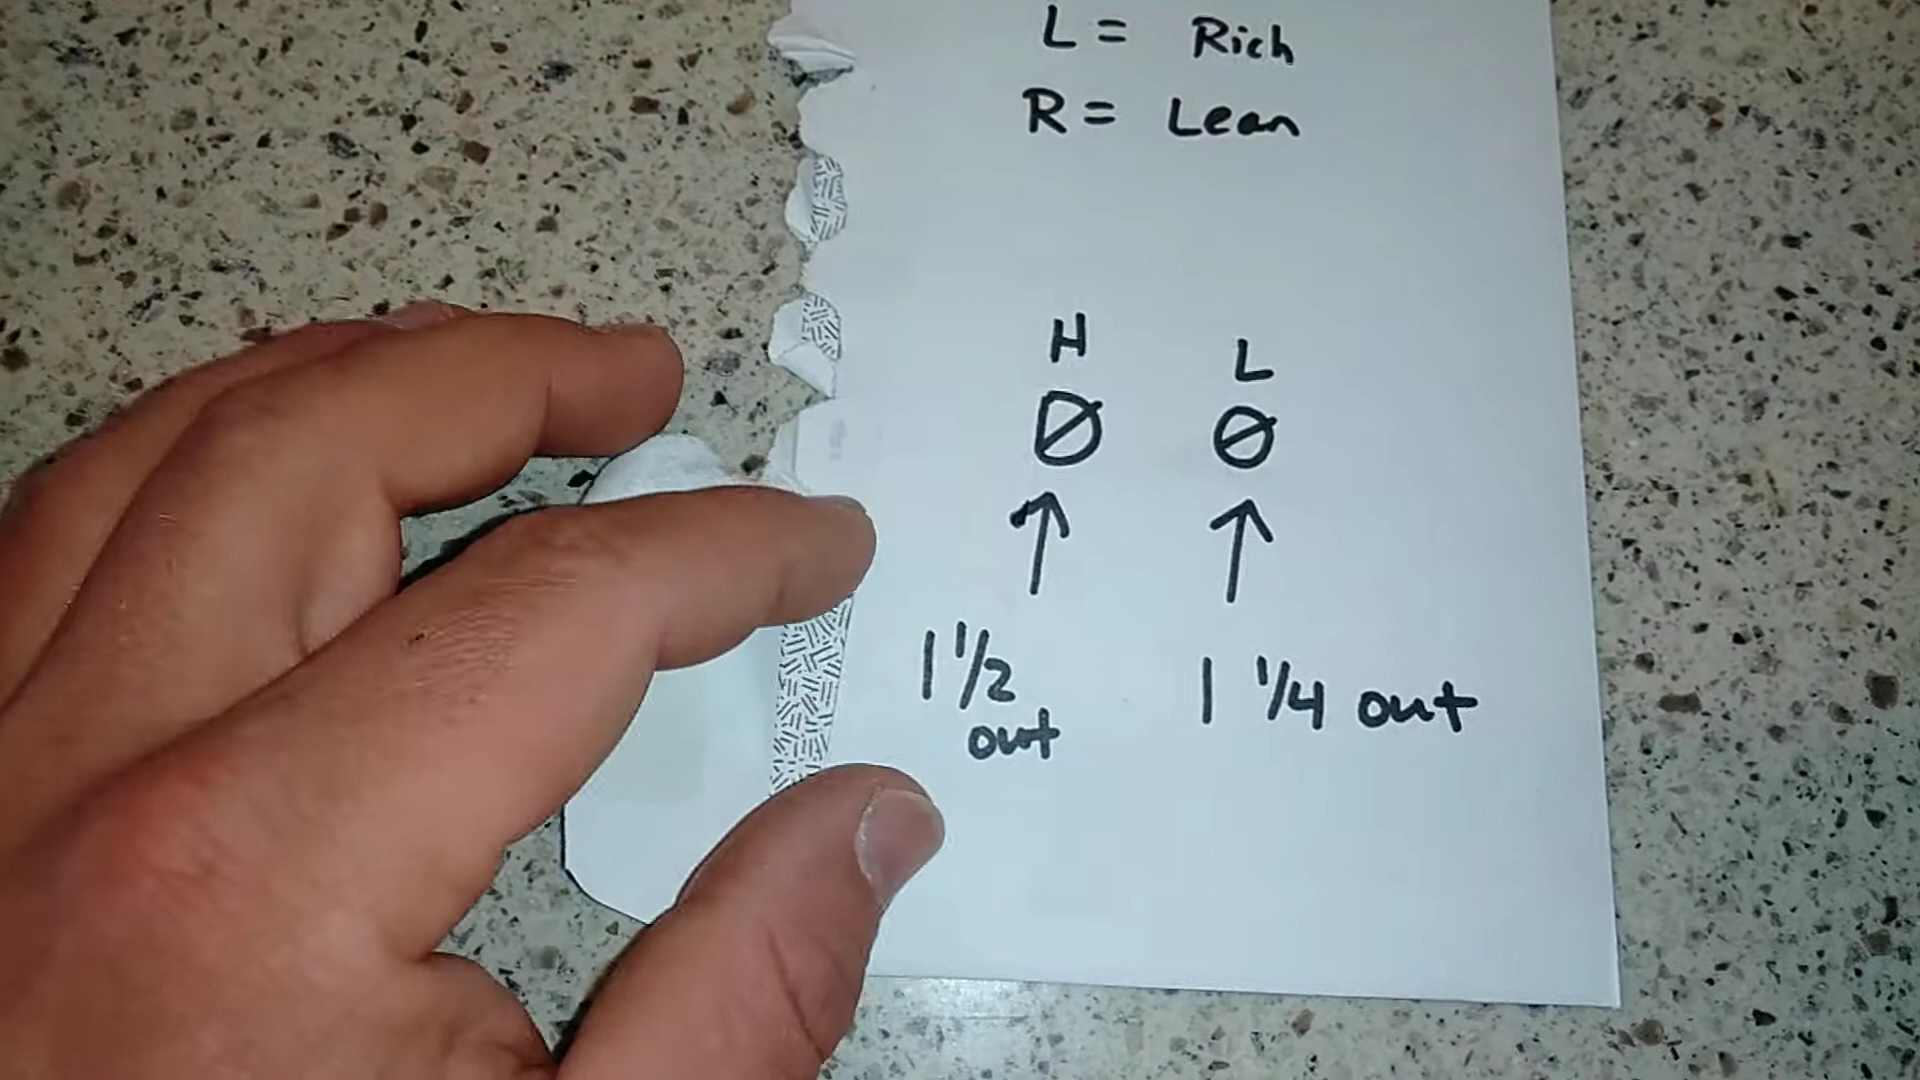 L = Rich
R = Lean
H L
1 1/2 out
1 1/4 out